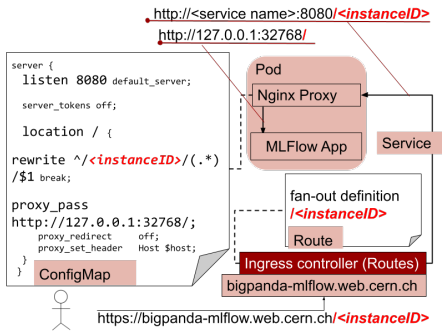 http://<service name>:8080/<instanceID>
http://127.0.0.1:32768/
server {
listen 8080 default_server;
server_tokens off;
location / {
rewrite ^/<instanceID>/(.*)
/$1 break;
proxy_pass
http://127.0.0.1:32768/;
proxy_redirect off;
proxy_set_header Host $host;
}
}
ConfigMap
Pod
Nginx Proxy
MLFlow App
Service
fan-out definition
/<instanceID>
Route
Ingress controller (Routes)
bigpanda-mlflow.web.cern.ch
https://bigpanda-mlflow.web.cern.ch/<instanceID>